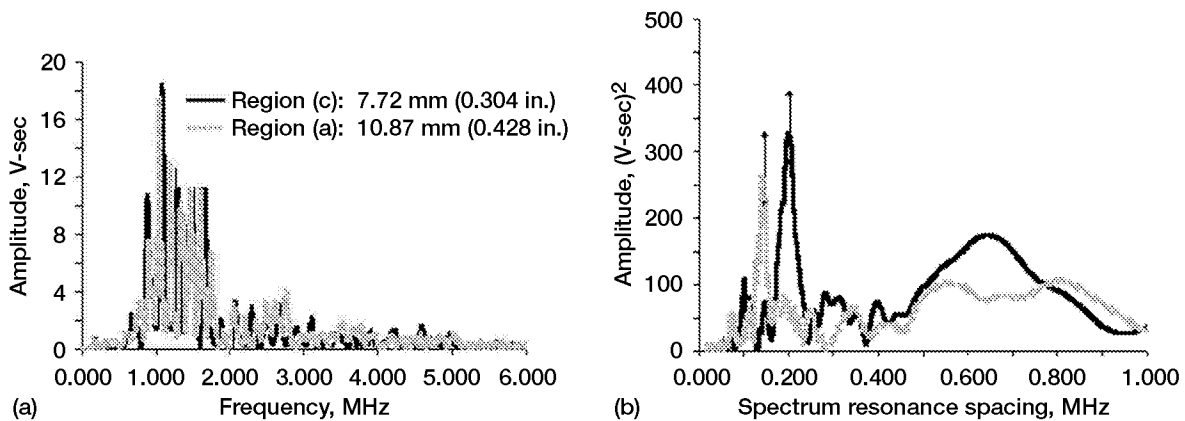 20
16
12
8
4
0
Amplitude, V-sec
Region (c): 7.72 mm (0.304 in.)
Region (a): 10.87 mm (0.428 in.)
0.000 1.000 2.000 3.000 4.000 5.000 6.000
(a) Frequency, MHz
500
400
300
200
100
0
Amplitude, (V-sec)2
0.000 0.200 0.400 0.600 0.800 1.000
(b) Spectrum resonance spacing, MHz